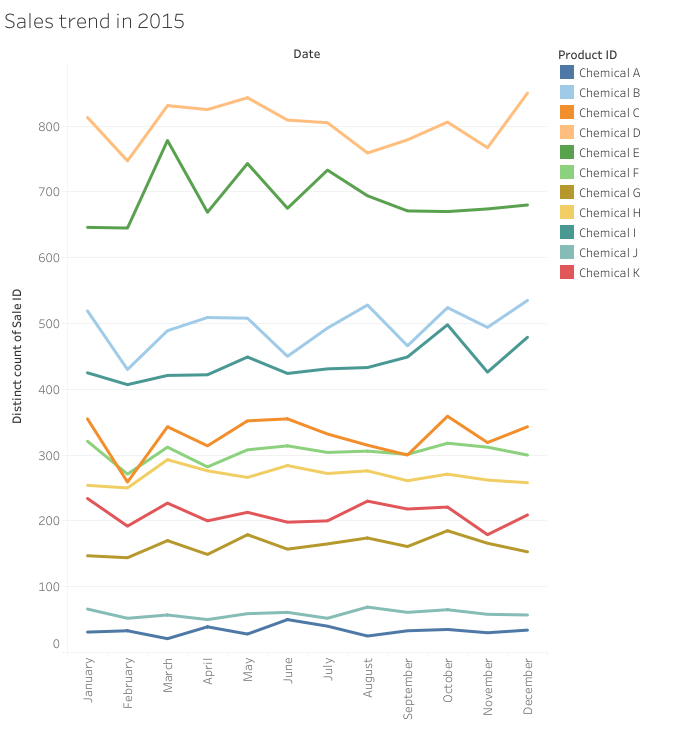 Sales trend in 2015
Date
Product ID
Chemical A
Chemical B
Chemical C
Chemical D
Chemical E
Chemical F
Chemical G
Chemical H
Chemical I
Chemical J
Chemical K
Distinct count of Sale ID
800
700
600
500
400
300
200
100
0
January
February
March
April
May
June
July
August
September
October
November
December